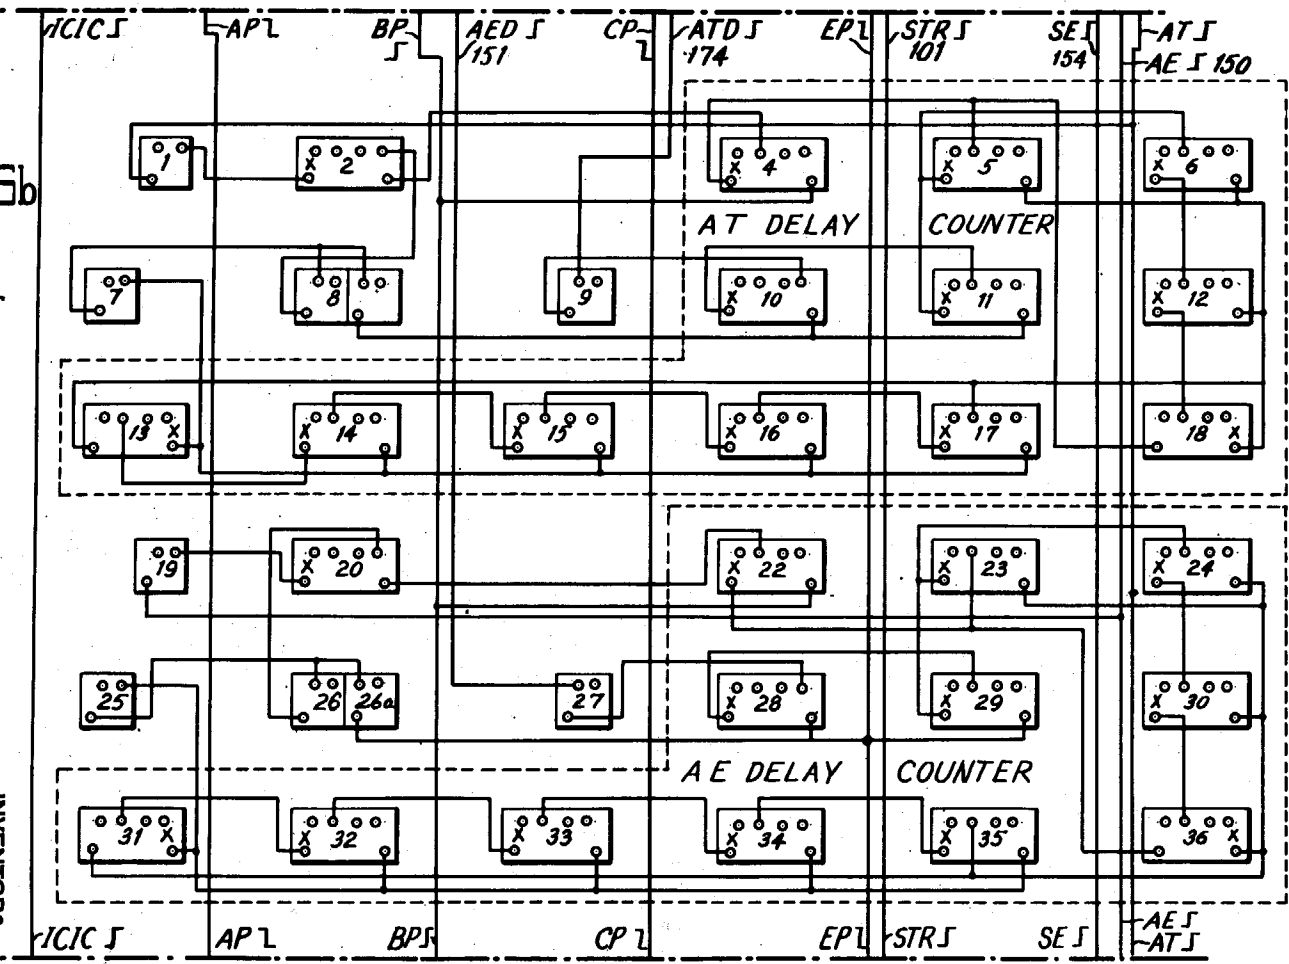 ICIC AP BP AED CP ATD EP STR SE AT
151 174 101 154 AE 150
1 2 4 5 6
Gb
AT DELAY COUNTER
7 8 9 10 11 12
13 14 15 16 17 18
19 20 22 23 24
25 26 26a 27 28 29 30
AE DELAY COUNTER
31 32 33 34 35 36
ICIC AP BP CP EP STR SE AE
AT